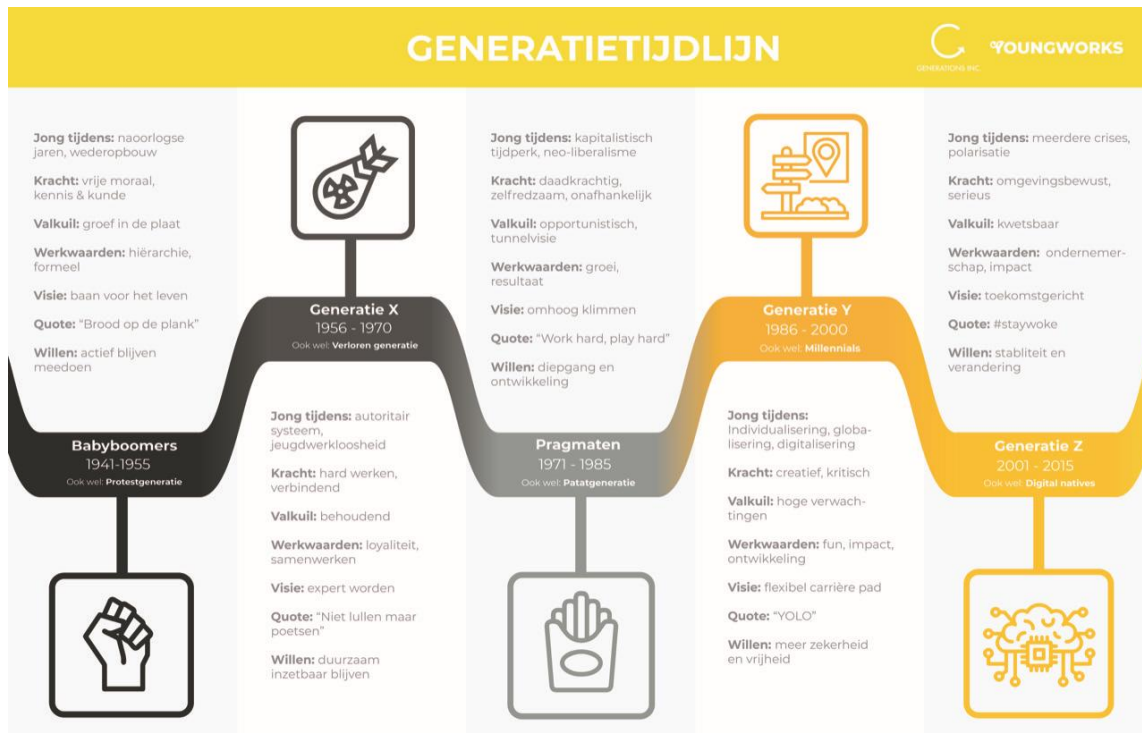 GENERATIETIJDLIJN
GENERATIONS INC.
YOUNGWORKS
Jong tijdens: naoorlogse
jaren, wederopbouw
Kracht: vrije moraal,
kennis & kunde
Valkuil: groef in de plaat
Werkwaarden: hiërarchie,
formeel
Visie: baan voor het leven
Quote: “Brood op de plank”
Willen: actief blijven
meedoen
Babyboomers
1941-1955
Ook wel: Protestgeneratie
Generatie X
1956 - 1970
Ook wel: Verloren generatie
Jong tijdens: autoritair
systeem,
jeugdwerkloosheid
Kracht: hard werken,
verbindend
Valkuil: behoudend
Werkwaarden: loyaliteit,
samenwerken
Visie: expert worden
Quote: “Niet lullen maar
poetsen”
Willen: duurzaam
inzetbaar blijven
Jong tijdens: kapitalistisch
tijdperk, neo-liberalisme
Kracht: daadkrachtig,
zelfredzaam, onafhankelijk
Valkuil: opportunistisch,
tunnelvisie
Werkwaarden: groei,
resultaat
Visie: omhoog klimmen
Quote: “Work hard, play hard”
Willen: diepgang en
ontwikkeling
Pragmaten
1971 - 1985
Ook wel: Patatgeneratie
Generatie Y
1986 - 2000
Ook wel: Millennials
Jong tijdens:
Individualisering, globa-
lisering, digitalisering
Kracht: creatief, kritisch
Valkuil: hoge verwach-
tingen
Werkwaarden: fun, impact,
ontwikkeling
Visie: flexibel carrière pad
Quote: “YOLO”
Willen: meer zekerheid
en vrijheid
Jong tijdens: meerdere crises,
polarisatie
Kracht: omgevingsbewust,
serieus
Valkuil: kwetsbaar
Werkwaarden: ondernemer-
schap, impact
Visie: toekomstgericht
Quote: #staywoke
Willen: stabliteit en
verandering
Generatie Z
2001 - 2015
Ook wel: Digital natives